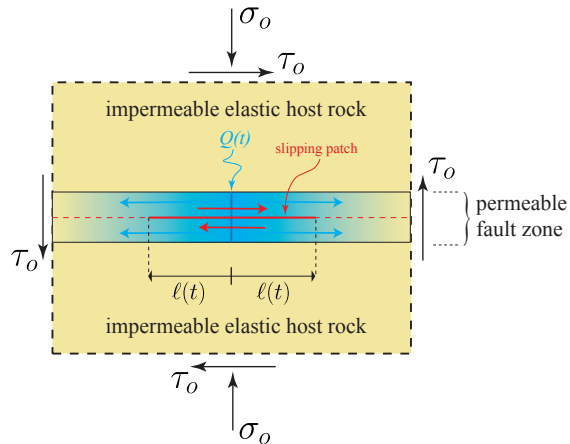 σₒ
τₒ
impermeable elastic host rock
Q(t)
slipping patch
τₒ
permeable
fault zone
τₒ
ℓ(t)
ℓ(t)
impermeable elastic host rock
τₒ
σₒ